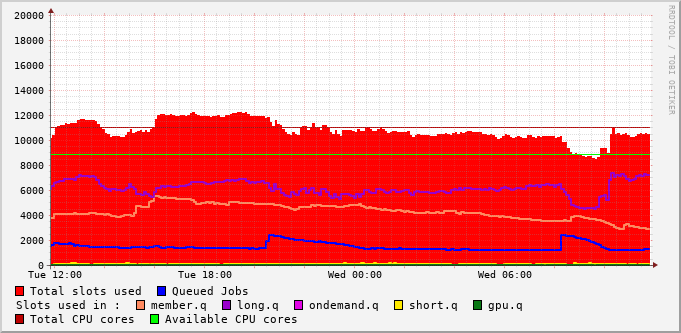 20000
18000
16000
14000
12000
10000
8000
6000
4000
2000
0
Tue 12:00 Tue 18:00 Wed 00:00 Wed 06:00
RRDTOOL / TOBI OETIKER
Total slots used Queued Jobs
Slots used in : member.q long.q ondemand.q short.q gpu.q
Total CPU cores Available CPU cores